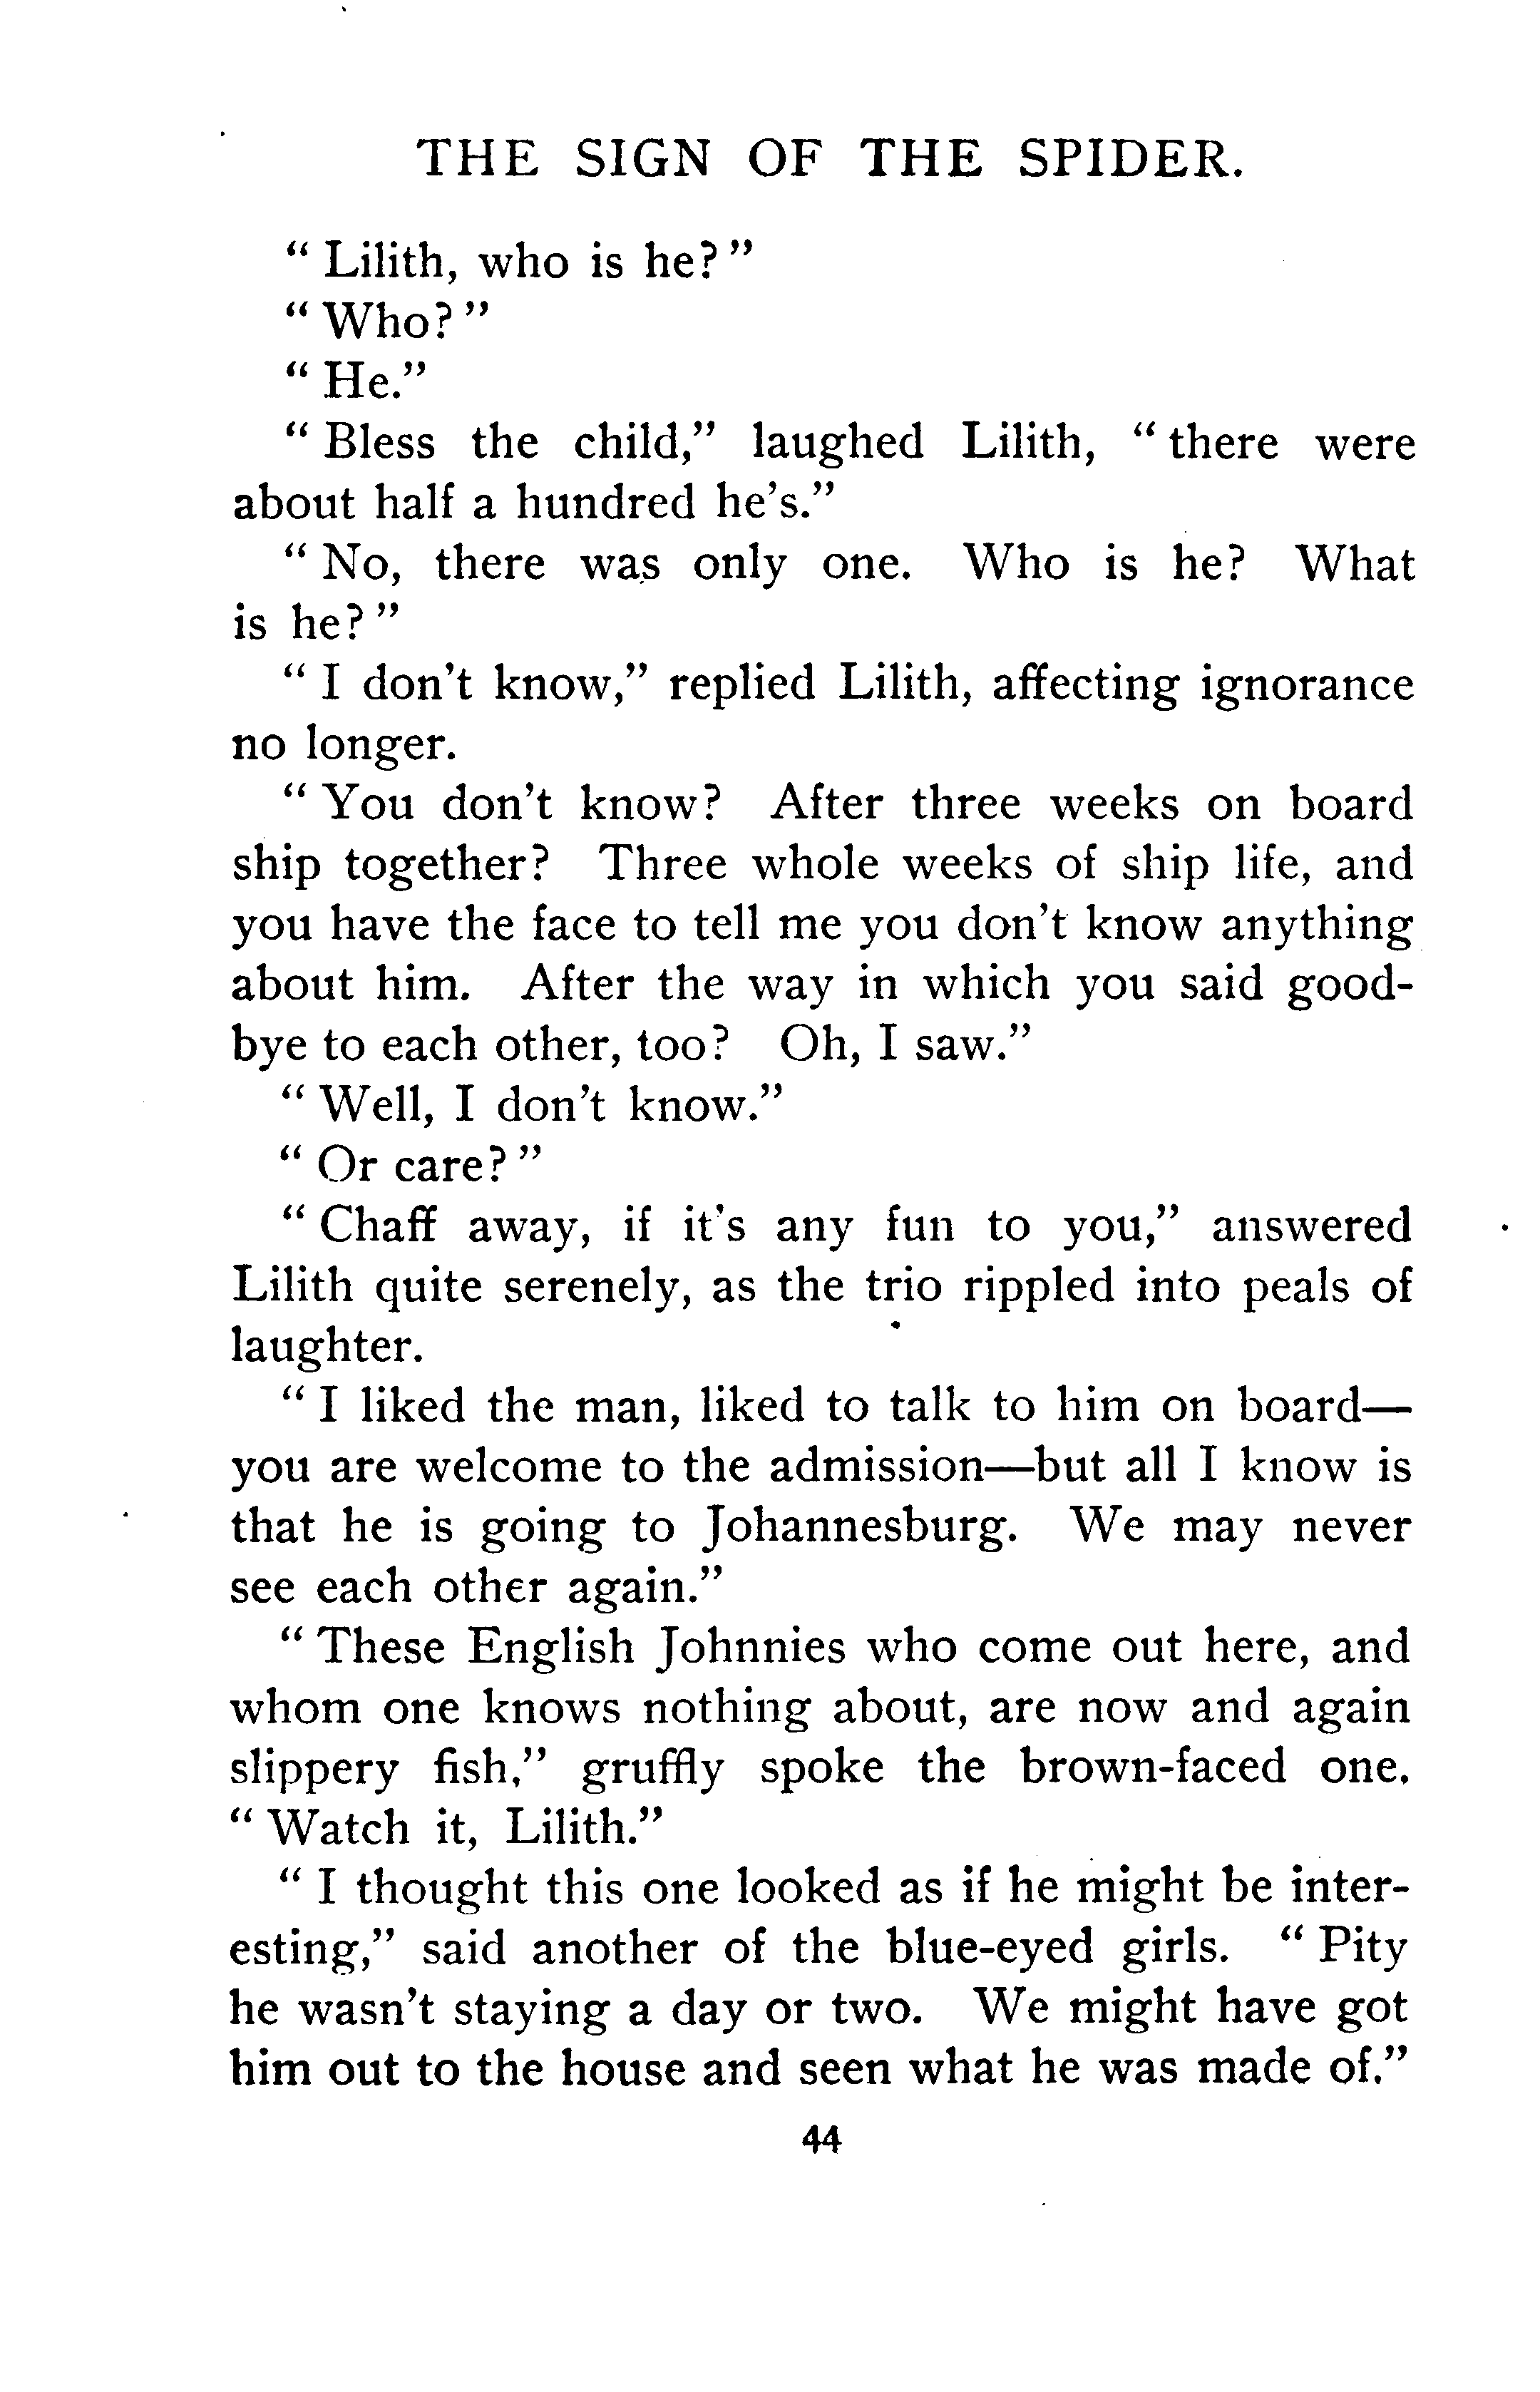 THE SIGN OF THE SPIDER.
“ Lilith, who is he? ”
“ Who? ”
“ He.”
“ Bless the child,” laughed Lilith, “ there were
about half a hundred he's.”
“ No, there was only one. Who is he? What
is he? ”
“ I don't know,” replied Lilith, affecting ignorance
no longer.
“ You don't know? After three weeks on board
ship together? Three whole weeks of ship life, and
you have the face to tell me you don't know anything
about him. After the way in which you said good-
bye to each other, too? Oh, I saw.”
“ Well, I don't know.”
“ Or care? ”
“ Chaff away, if it's any fun to you,” answered
Lilith quite serenely, as the trio rippled into peals of
laughter.
“ I liked the man, liked to talk to him on board—
you are welcome to the admission—but all I know is
that he is going to Johannesburg. We may never
see each other again.”
“ These English Johnnies who come out here, and
whom one knows nothing about, are now and again
slippery fish,” gruffly spoke the brown-faced one.
“ Watch it, Lilith.”
“ I thought this one looked as if he might be inter-
esting,” said another of the blue-eyed girls. “ Pity
he wasn't staying a day or two. We might have got
him out to the house and seen what he was made of.”
44